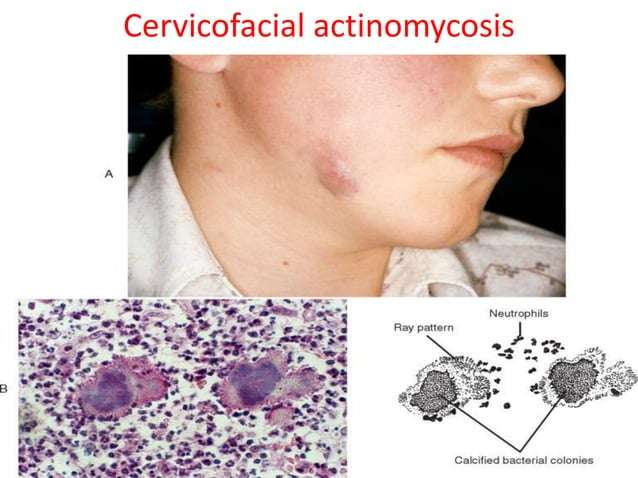 Cervicofacial actinomycosis
A
B
Neutrophils
Ray pattern
Calcified bacterial colonies